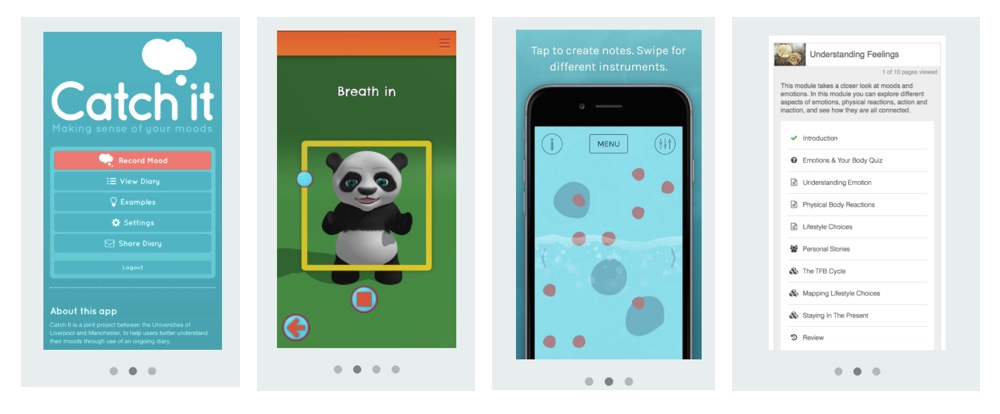 Catch it
Making sense of your moods
Record Mood
View Diary
Examples
Settings
Share Diary
Logout
About this app
Catch It is a joint project between the Universities of
Liverpool and Manchester, to help users better understand
their moods through use of an ongoing diary.
Breath in
Tap to create notes. Swipe for
different instruments.
MENU
Understanding Feelings
1 of 10 pages viewed
This module takes a closer look at moods and
emotions. In this module you can explore different
aspects of emotions, physical reactions, action and
inaction, and see how they are all connected.
Introduction
Emotions & Your Body Quiz
Understanding Emotion
Physical Body Reactions
Lifestyle Choices
Personal Stories
The TFB Cycle
Mapping Lifestyle Choices
Staying In The Present
Review